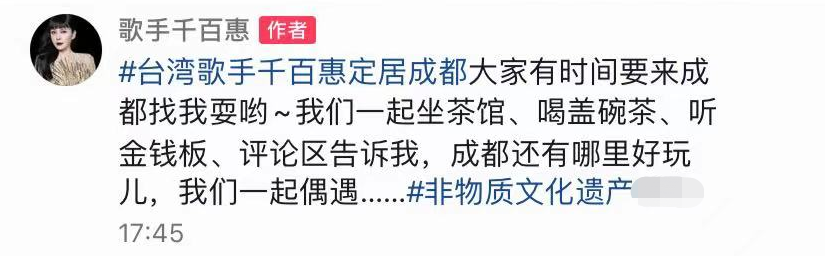 歌手千百惠 作者
#台湾歌手千百惠定居成都大家有时间要来成
都找我耍哟~我们一起坐茶馆、喝盖碗茶、听
金钱板、评论区告诉我，成都还有哪里好玩
儿，我们一起偶遇......#非物质文化遗产
17:45